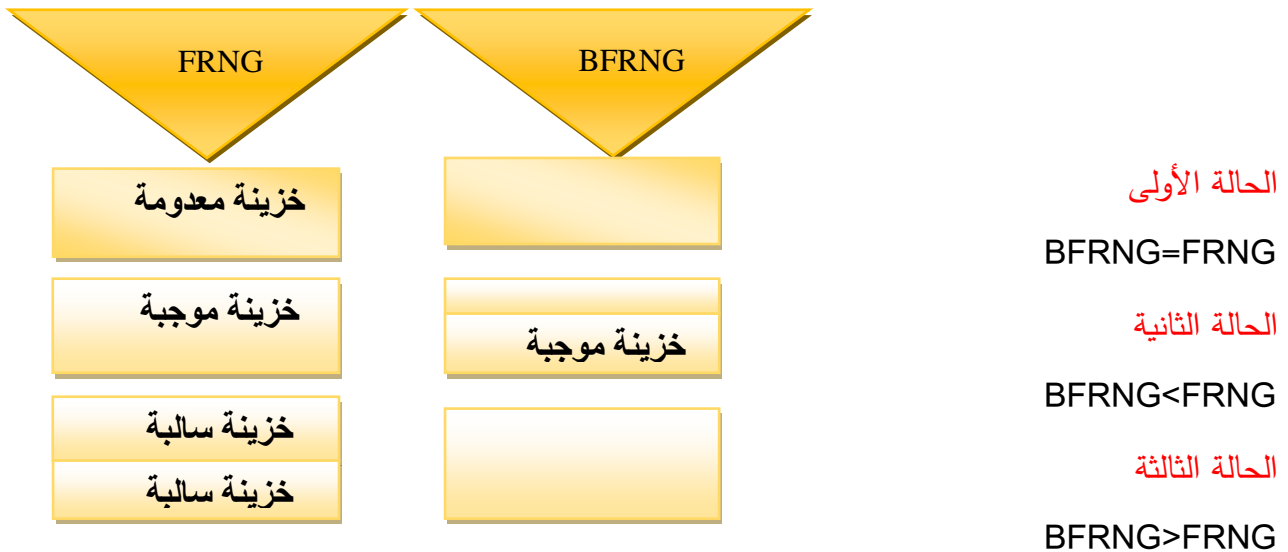 FRNG
BFRNG
الحالة الأولى
خزينة معدومة
BFRNG=FRNG
الحالة الثانية
خزينة موجبة
خزينة موجبة
BFRNG<FRNG
الحالة الثالثة
خزينة سالبة
خزينة سالبة
BFRNG>FRNG